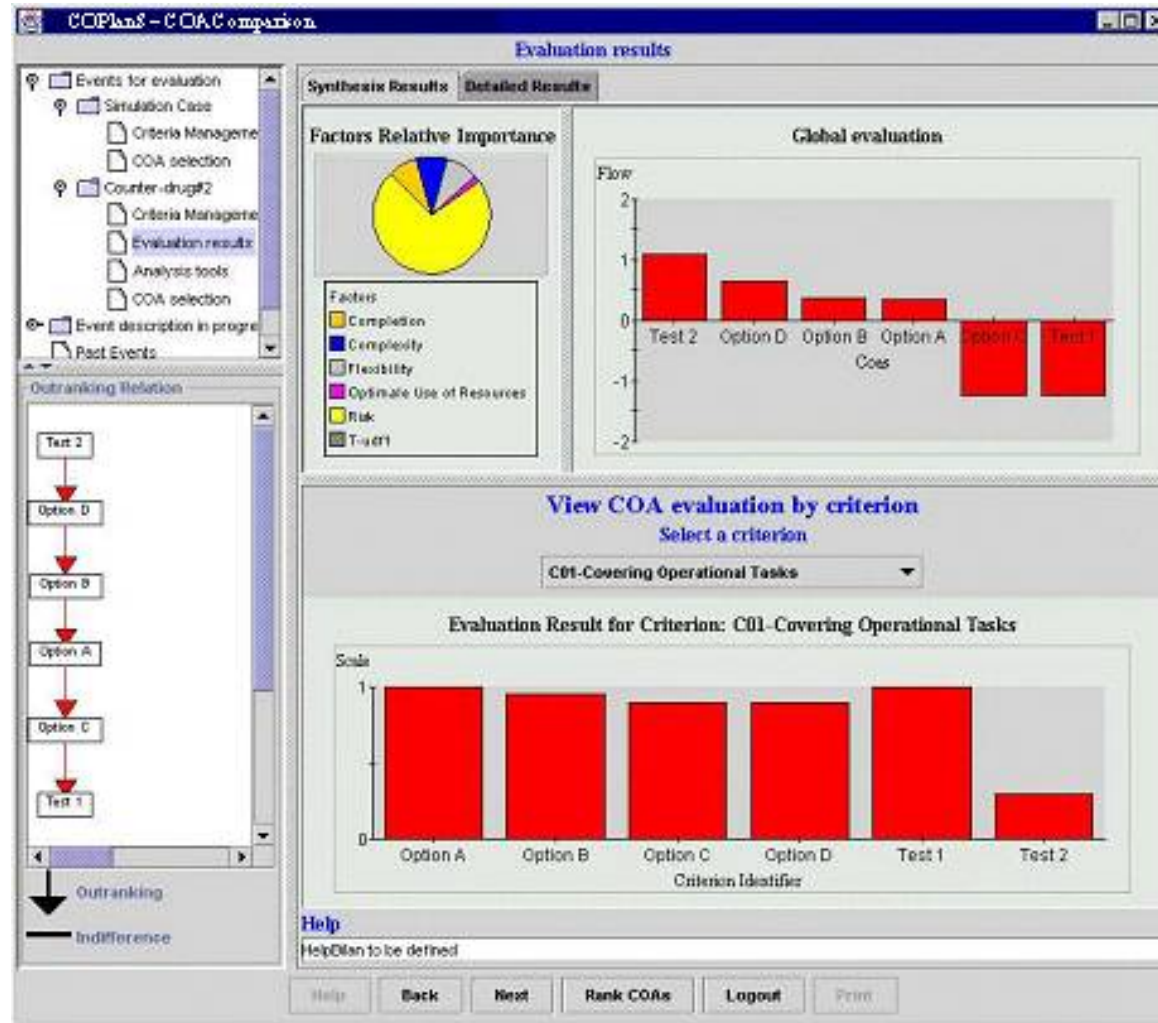 COPlanS – COA Comparison
Evaluation results
Events for evaluation
Simulation Case
Criteria Manageme
COA selection
Counter-drug#2
Criteria Manageme
Evaluation results
Analysis tools
COA selection
Event description in progre
Past Events
Outranking Relation
Test 2
Option D
Option B
Option A
Option C
Test 1
Outranking
Indifference
Synthesis Results Detailed Results
Factors Relative Importance
Factors
Completion
Complexity
Flexibility
Optimale Use of Resources
Risk
T-udf1
Global evaluation
Flow
2
1
0
-1
-2
Test 2 Option D Option B Option A Option C Test 1
Coas
View COA evaluation by criterion
Select a criterion
C01-Covering Operational Tasks
Evaluation Result for Criterion: C01-Covering Operational Tasks
Scale
1
0
Option A Option B Option C Option D Test 1 Test 2
Criterion Identifier
Help
HelpBilan to be defined
Help Back Next Rank COAs Logout Print